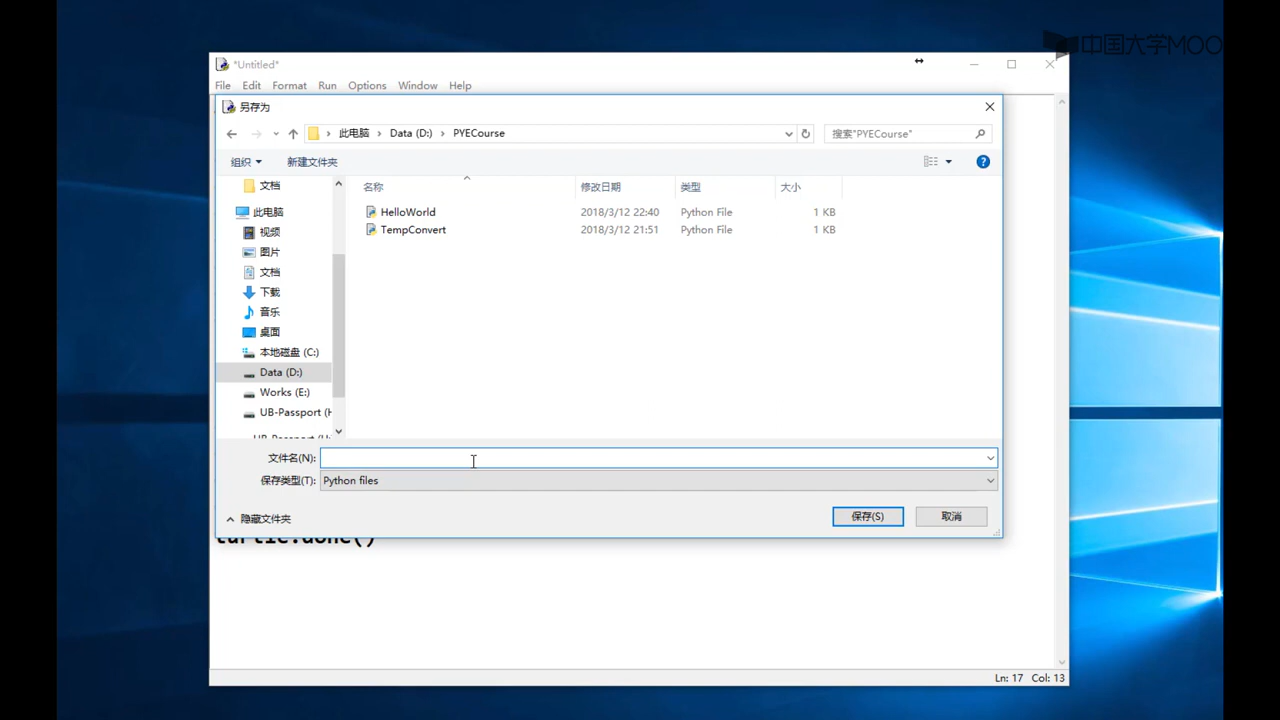 中国大学MOO
*Untitled*
File Edit Format Run Options Window Help
另存为
此电脑 › Data (D:) › PYECourse
搜索"PYECourse"
组织 新建文件夹
文档
此电脑
视频
图片
文档
下载
音乐
桌面
本地磁盘 (C:)
Data (D:)
Works (E:)
UB-Passport (H
名称 修改日期 类型 大小
HelloWorld 2018/3/12 22:40 Python File 1 KB
TempConvert 2018/3/12 21:51 Python File 1 KB
文件名(N):
保存类型(T): Python files
隐藏文件夹
保存(S) 取消
turtle.done()
Ln: 17 Col: 13